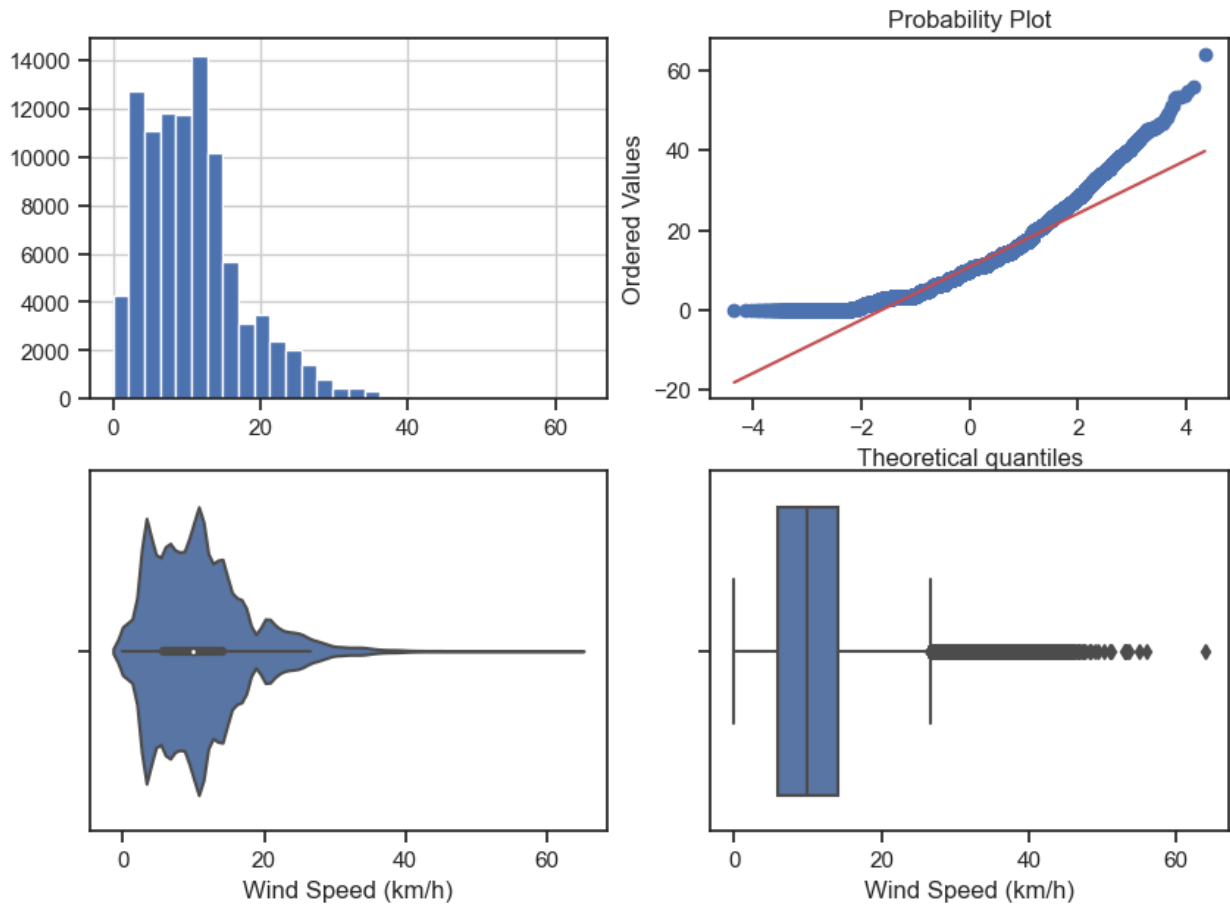 14000
12000
10000
8000
6000
4000
2000
0
0 20 40 60
Probability Plot
Ordered Values
60
40
20
0
−20
−4 −2 0 2 4
Theoretical quantiles
0 20 40 60
Wind Speed (km/h)
0 20 40 60
Wind Speed (km/h)